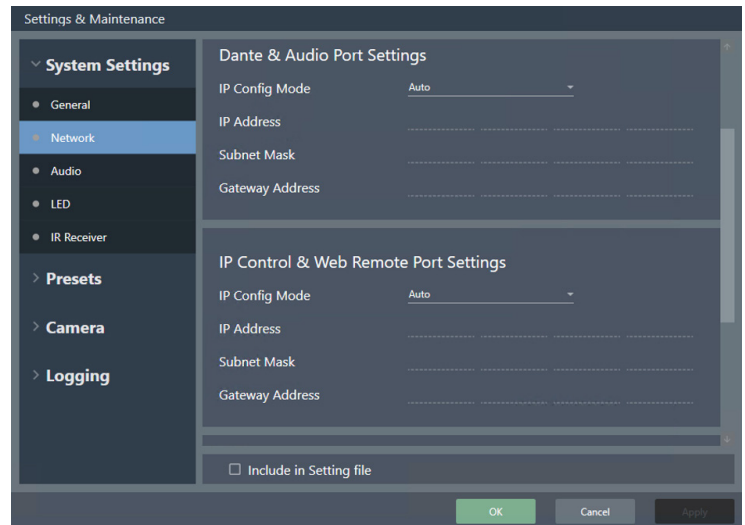 Settings & Maintenance
System Settings
General
Network
Audio
LED
IR Receiver
Presets
Camera
Logging
Dante & Audio Port Settings
IP Config Mode Auto
IP Address
Subnet Mask
Gateway Address
IP Control & Web Remote Port Settings
IP Config Mode Auto
IP Address
Subnet Mask
Gateway Address
Include in Setting file
OK Cancel Apply